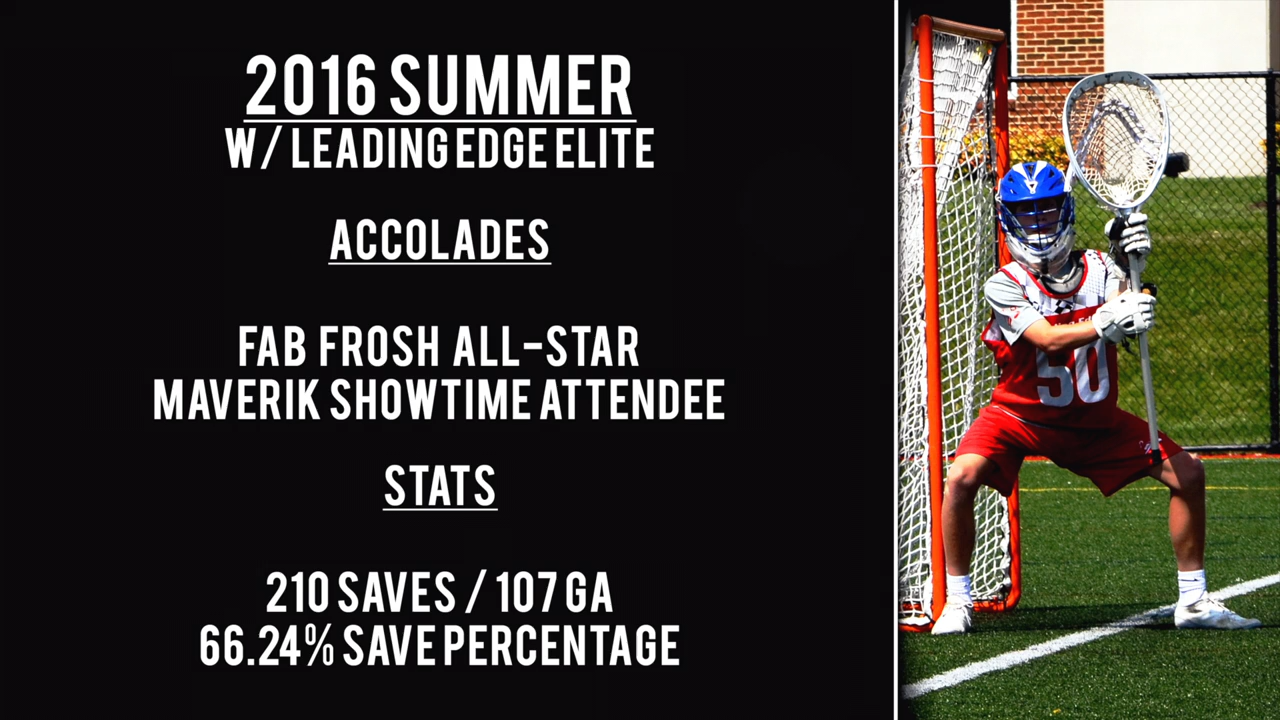 2016 SUMMER
W/ LEADING EDGE ELITE
ACCOLADES
FAB FROSH ALL-STAR
MAVERIK SHOWTIME ATTENDEE
STATS
210 SAVES / 107 GA
66.24% SAVE PERCENTAGE
50